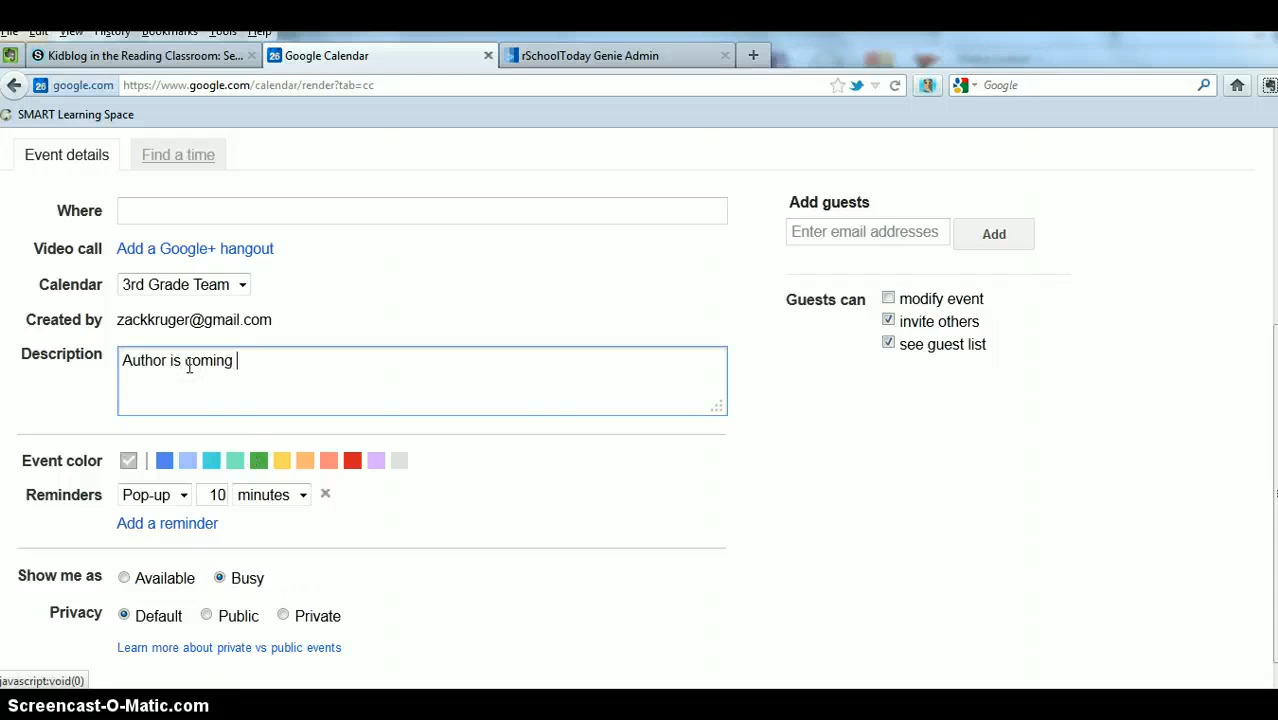 File Edit View History Bookmarks Tools Help
Kidblog in the Reading Classroom: Se... × 26 Google Calendar × rSchoolToday Genie Admin × +
26 google.com https://www.google.com/calendar/render?tab=cc Google
SMART Learning Space
Event details Find a time
Where
Add guests
Enter email addresses Add
Video call Add a Google+ hangout
Calendar 3rd Grade Team
Guests can modify event
invite others
see guest list
Created by zackkruger@gmail.com
Description Author is coming
Event color
Reminders Pop-up 10 minutes ×
Add a reminder
Show me as Available Busy
Privacy Default Public Private
Learn more about private vs public events
javascript:void(0)
Screencast-O-Matic.com